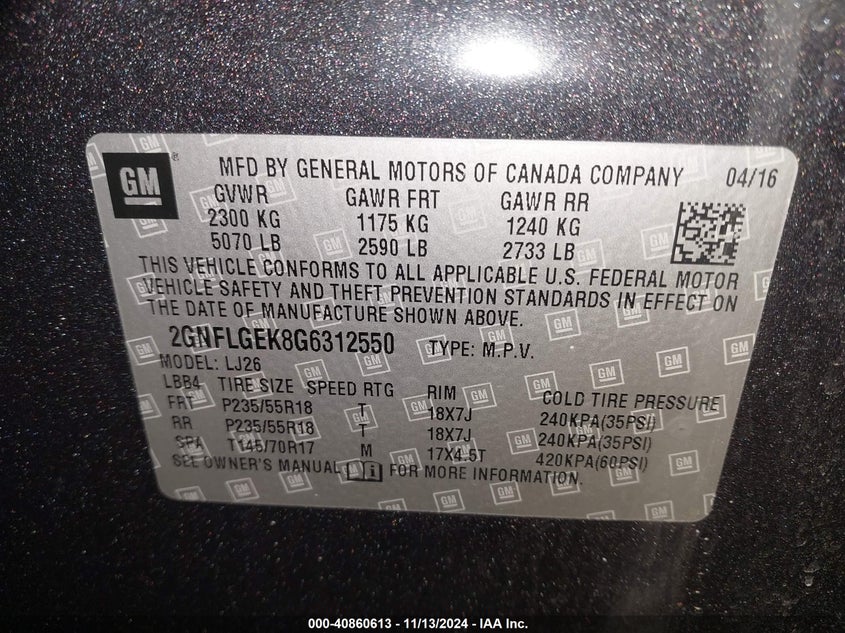 GM
MFD BY GENERAL MOTORS OF CANADA COMPANY 04/16
GVWR GAWR FRT GAWR RR
2300 KG 1175 KG 1240 KG
5070 LB 2590 LB 2733 LB
THIS VEHICLE CONFORMS TO ALL APPLICABLE U.S. FEDERAL MOTOR
VEHICLE SAFETY AND THEFT PREVENTION STANDARDS IN EFFECT ON
THE DATE OF MANUFACTURE SHOWN ABOVE.
2GNFLGEK8G6312550 TYPE: M.P.V.
MODEL: LJ26
LBB4 TIRE SIZE SPEED RTG RIM COLD TIRE PRESSURE
FRT P235/55R18 T 18X7J 240KPA(35PSI)
RR P235/55R18 T 18X7J 240KPA(35PSI)
SPA T145/70R17 M 17X4.5T 420KPA(60PSI)
SEE OWNER'S MANUAL FOR MORE INFORMATION.
000-40860613 - 11/13/2024 - IAA Inc.